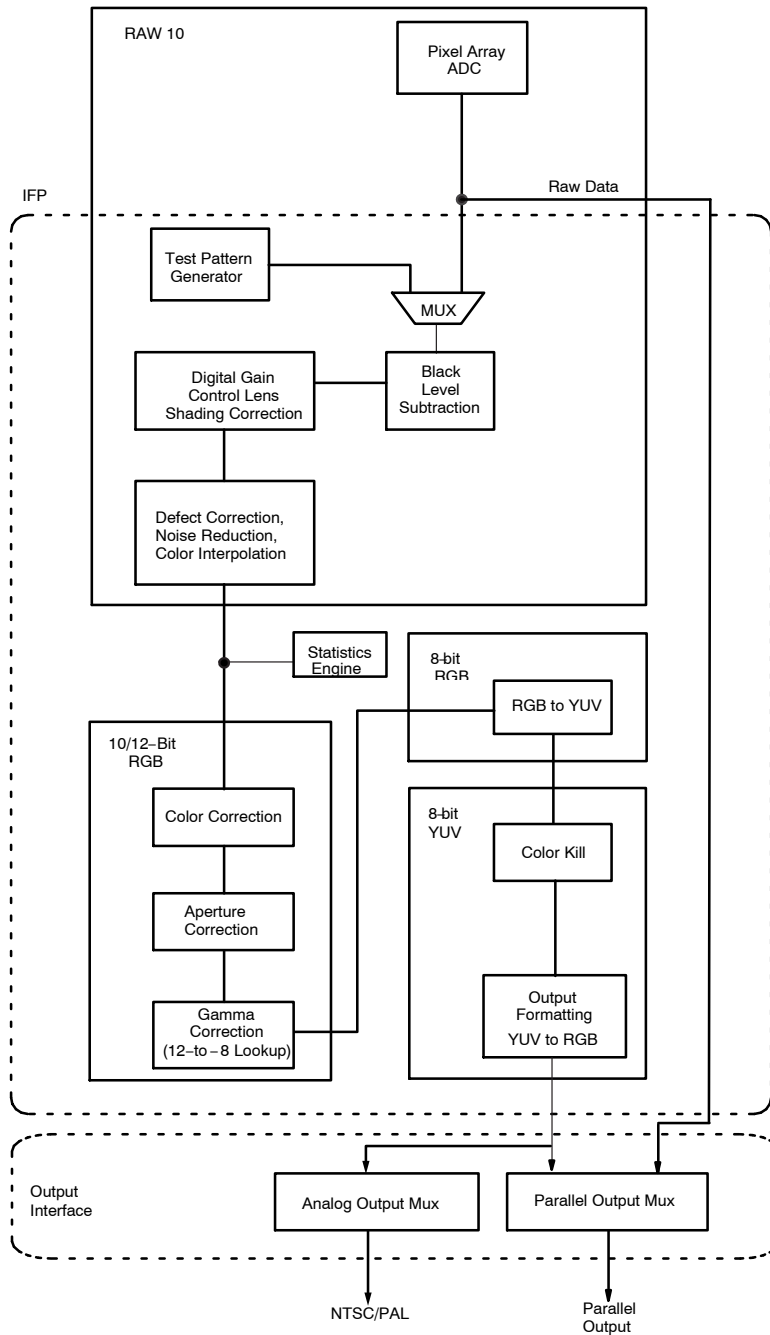 RAW 10
Pixel Array
ADC
IFP
Raw Data
Test Pattern
Generator
MUX
Digital Gain
Control Lens
Shading Correction
Black
Level
Subtraction
Defect Correction,
Noise Reduction,
Color Interpolation
Statistics
Engine
8-bit
RGB
RGB to YUV
10/12-Bit
RGB
Color Correction
8-bit
YUV
Color Kill
Aperture
Correction
Gamma
Correction
(12-to-8 Lookup)
Output
Formatting
YUV to RGB
Output
Interface
Analog Output Mux
Parallel Output Mux
NTSC/PAL
Parallel
Output